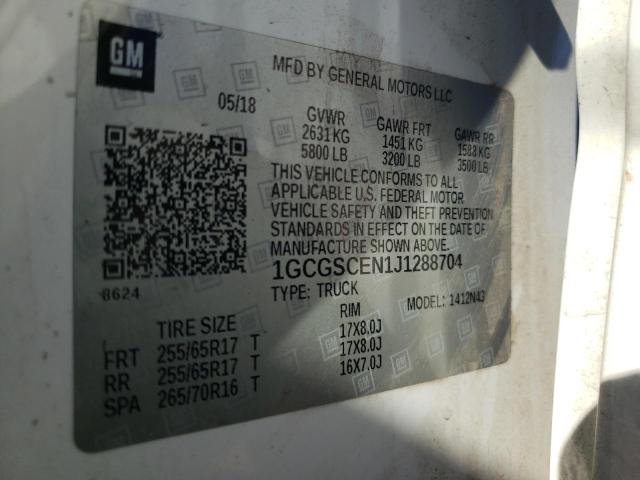 GM
MFD BY GENERAL MOTORS LLC
05/18
GVWR GAWR FRT GAWR RR
2631 KG 1451 KG 1588 KG
5800 LB 3200 LB 3500 LB
THIS VEHICLE CONFORMS TO ALL
APPLICABLE U.S. FEDERAL MOTOR
VEHICLE SAFETY AND THEFT PREVENTION
STANDARDS IN EFFECT ON THE DATE OF
MANUFACTURE SHOWN ABOVE.
8624
1GCGSCEN1J1288704
TYPE: TRUCK MODEL: 1412N43
TIRE SIZE RIM
FRT 255/65R17 T 17X8.0J
RR 255/65R17 T 17X8.0J
SPA 265/70R16 T 16X7.0J